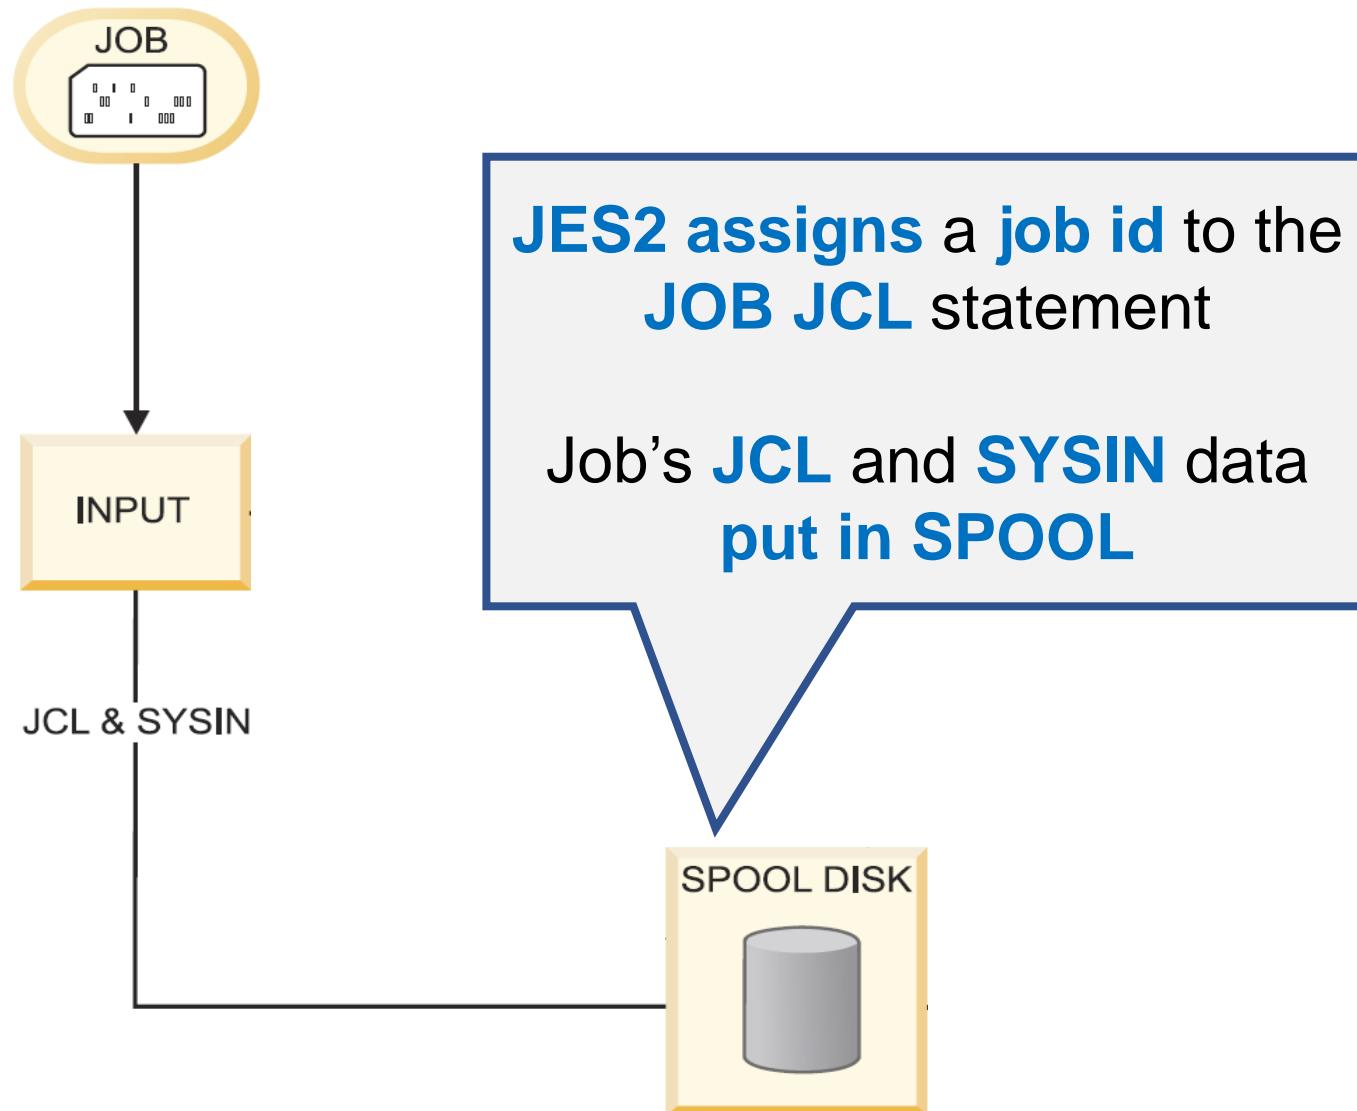 JOB
JES2 assigns a job id to the
JOB JCL statement
Job’s JCL and SYSIN data
put in SPOOL
INPUT
JCL & SYSIN
SPOOL DISK